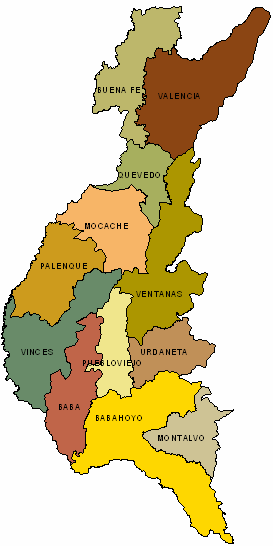 BUENA FE
VALENCIA
QUEVEDO
MOCACHE
PALENQUE
VENTANAS
VINCES
PUEBLOVIEJO
URDANETA
BABA
BABAHOYO
MONTALVO